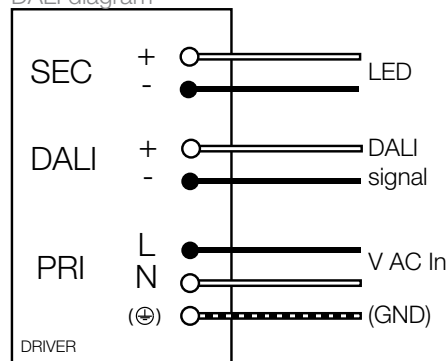 DALI diagram
SEC + - LED
DALI + - DALI signal
PRI L N V AC In
(⏚) (GND)
DRIVER